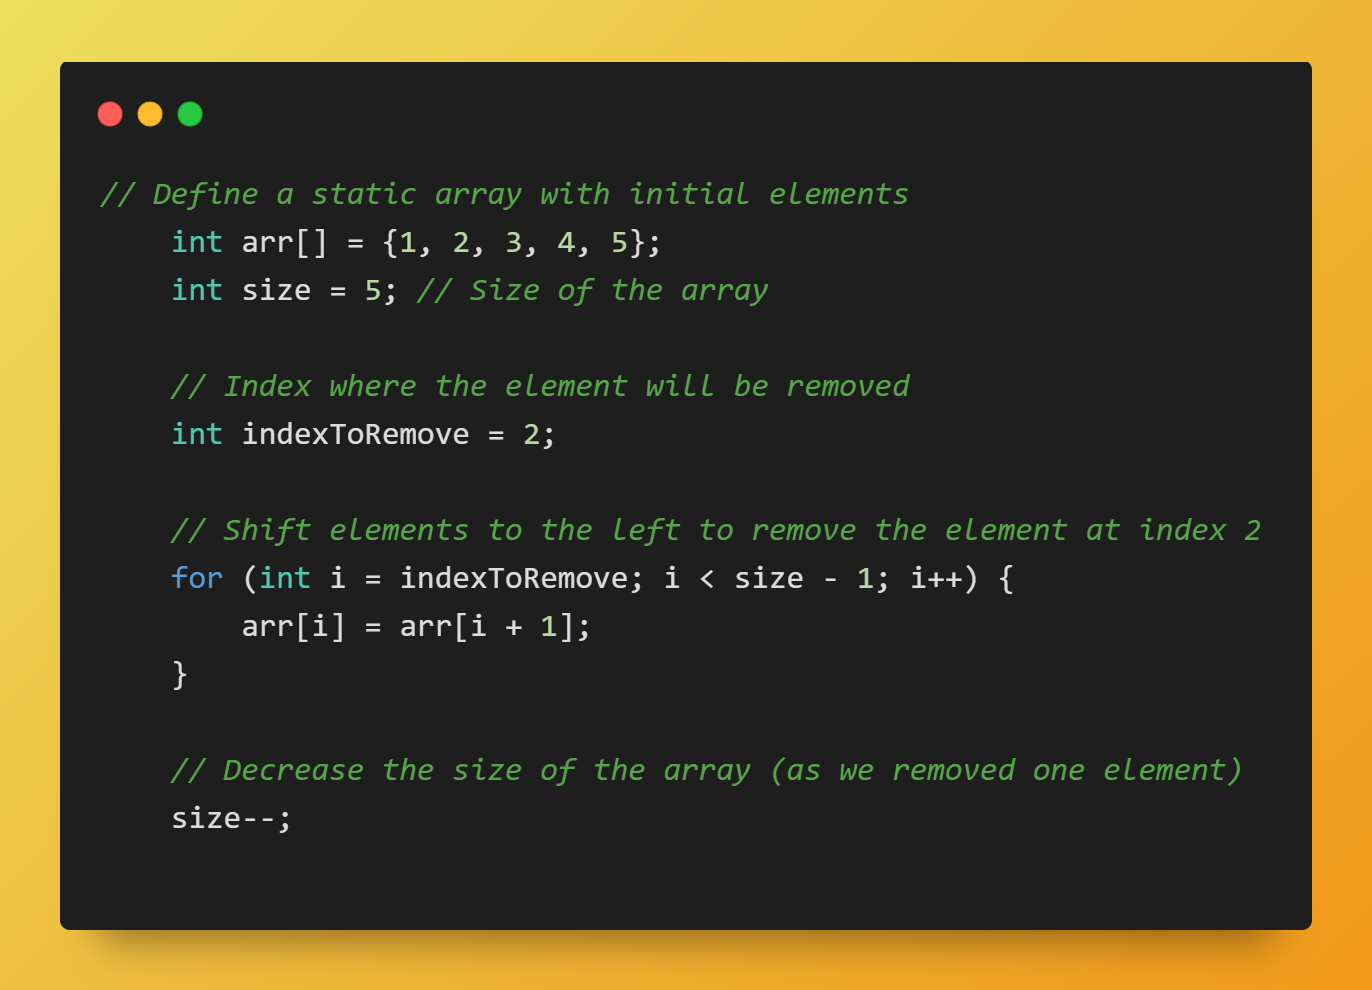 // Define a static array with initial elements
    int arr[] = {1, 2, 3, 4, 5};
    int size = 5; // Size of the array

    // Index where the element will be removed
    int indexToRemove = 2;

    // Shift elements to the left to remove the element at index 2
    for (int i = indexToRemove; i < size - 1; i++) {
        arr[i] = arr[i + 1];
    }

    // Decrease the size of the array (as we removed one element)
    size--;